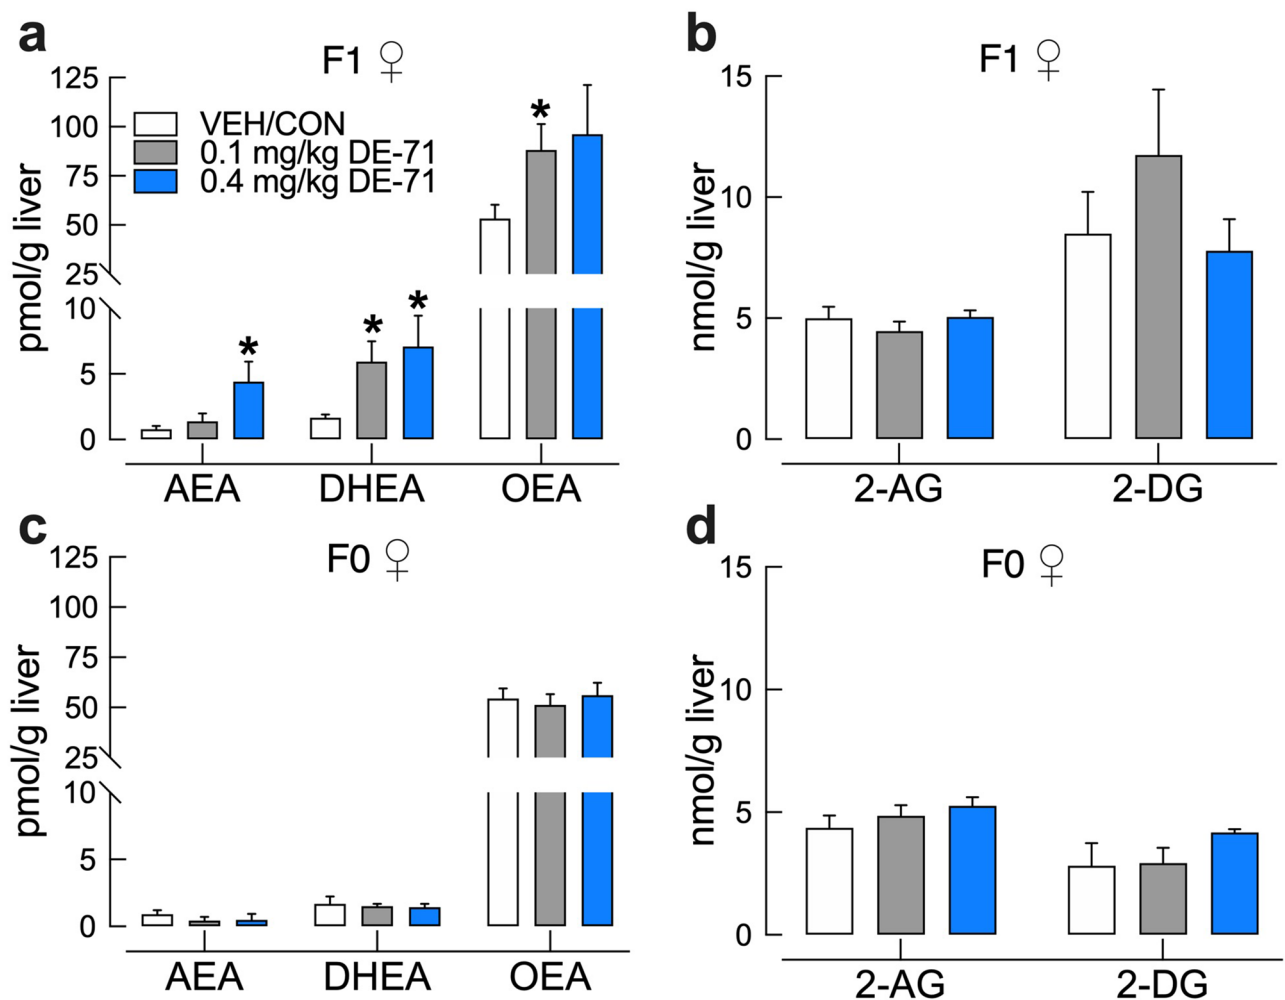 a
F1 ♀
125
100
75
50
25
10
5
0
pmol/g liver
VEH/CON
0.1 mg/kg DE-71
0.4 mg/kg DE-71
*
*
*
*
AEA
DHEA
OEA
b
F1 ♀
15
10
5
0
nmol/g liver
2-AG
2-DG
c
F0 ♀
125
100
75
50
25
10
5
0
pmol/g liver
AEA
DHEA
OEA
d
F0 ♀
15
10
5
0
nmol/g liver
2-AG
2-DG